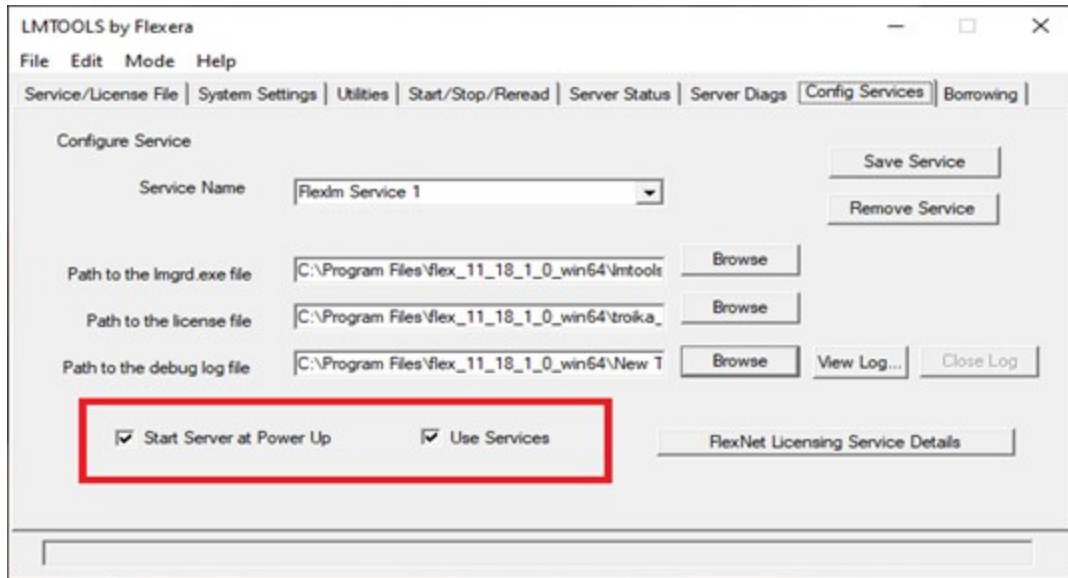 LMTOOLS by Flexera
File Edit Mode Help
Service/License File System Settings Utilities Start/Stop/Reread Server Status Server Diags Config Services Borrowing
Configure Service
Save Service
Service Name Flexlm Service 1
Remove Service
Path to the lmgrd.exe file C:\Program Files\flex_11_18_1_0_win64\lmtools Browse
Path to the license file C:\Program Files\flex_11_18_1_0_win64\troika_ Browse
Path to the debug log file C:\Program Files\flex_11_18_1_0_win64\New T Browse View Log... Close Log
Start Server at Power Up Use Services FlexNet Licensing Service Details